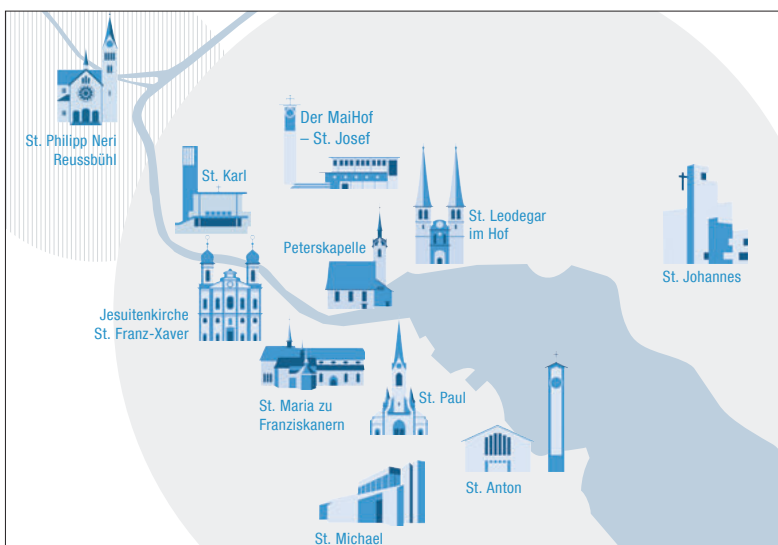 St. Philipp Neri
Reussbühl
Der MaiHof
– St. Josef
St. Karl
St. Leodegar
im Hof
Peterskapelle
St. Johannes
Jesuitenkirche
St. Franz-Xaver
St. Maria zu
Franziskanern
St. Paul
St. Anton
St. Michael